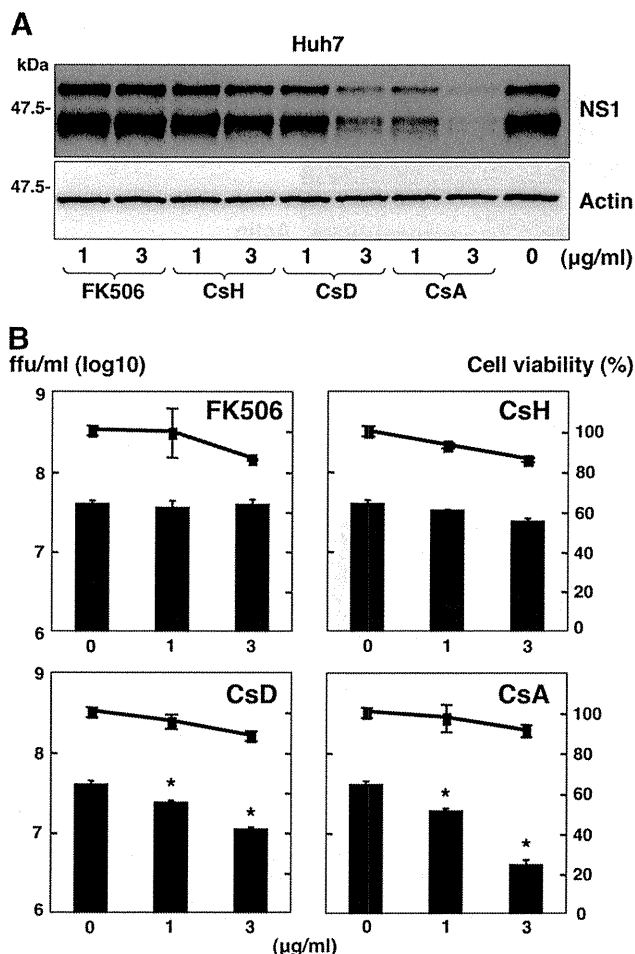 A
Huh7
kDa
47.5-
NS1
47.5-
Actin
1 3 1 3 1 3 1 3 0 (µg/ml)
FK506 CsH CsD CsA
B
ffu/ml (log10) Cell viability (%)
9 FK506 CsH
100
8 80
60
7 40
20
6 0
0 1 3 0 1 3
9 CsD CsA
100
8 80
* * 60
7 * * 40
20
6 0
0 1 3 0 1 3
(µg/ml)